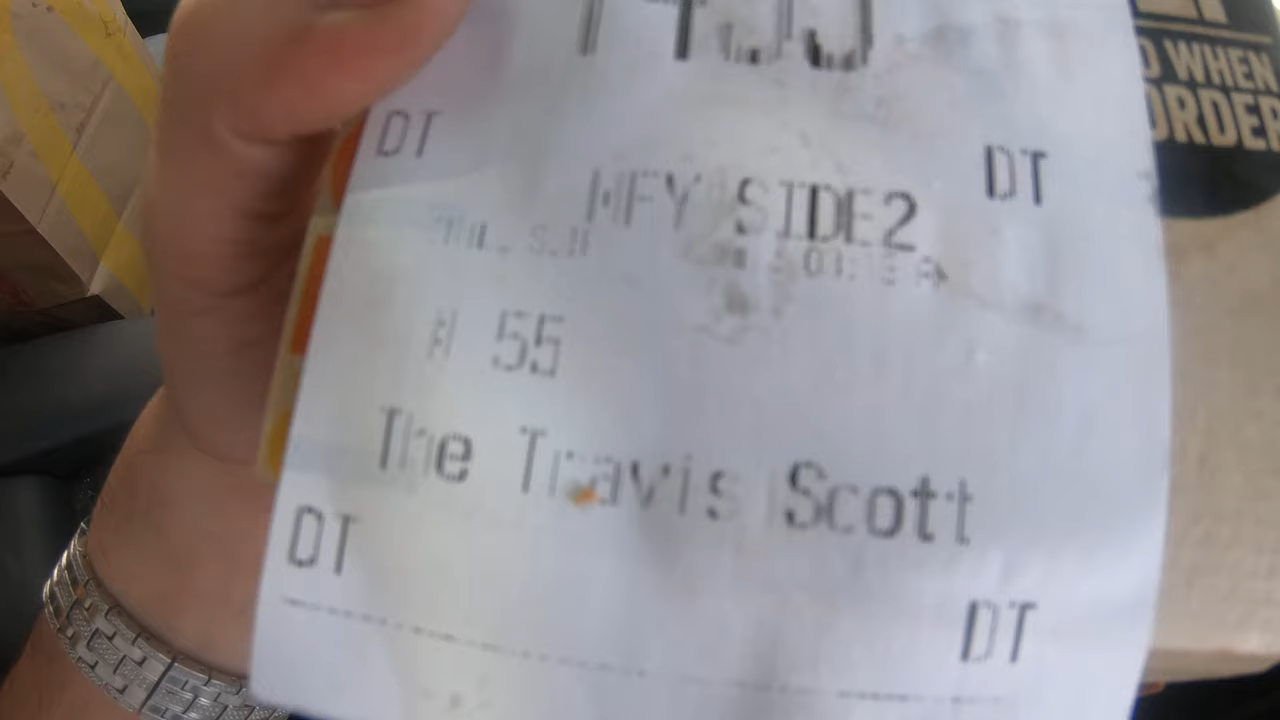 DT
DT
MFY SIDE2
# 55
The Travis Scott
DT
DT
WHEN
ORDER